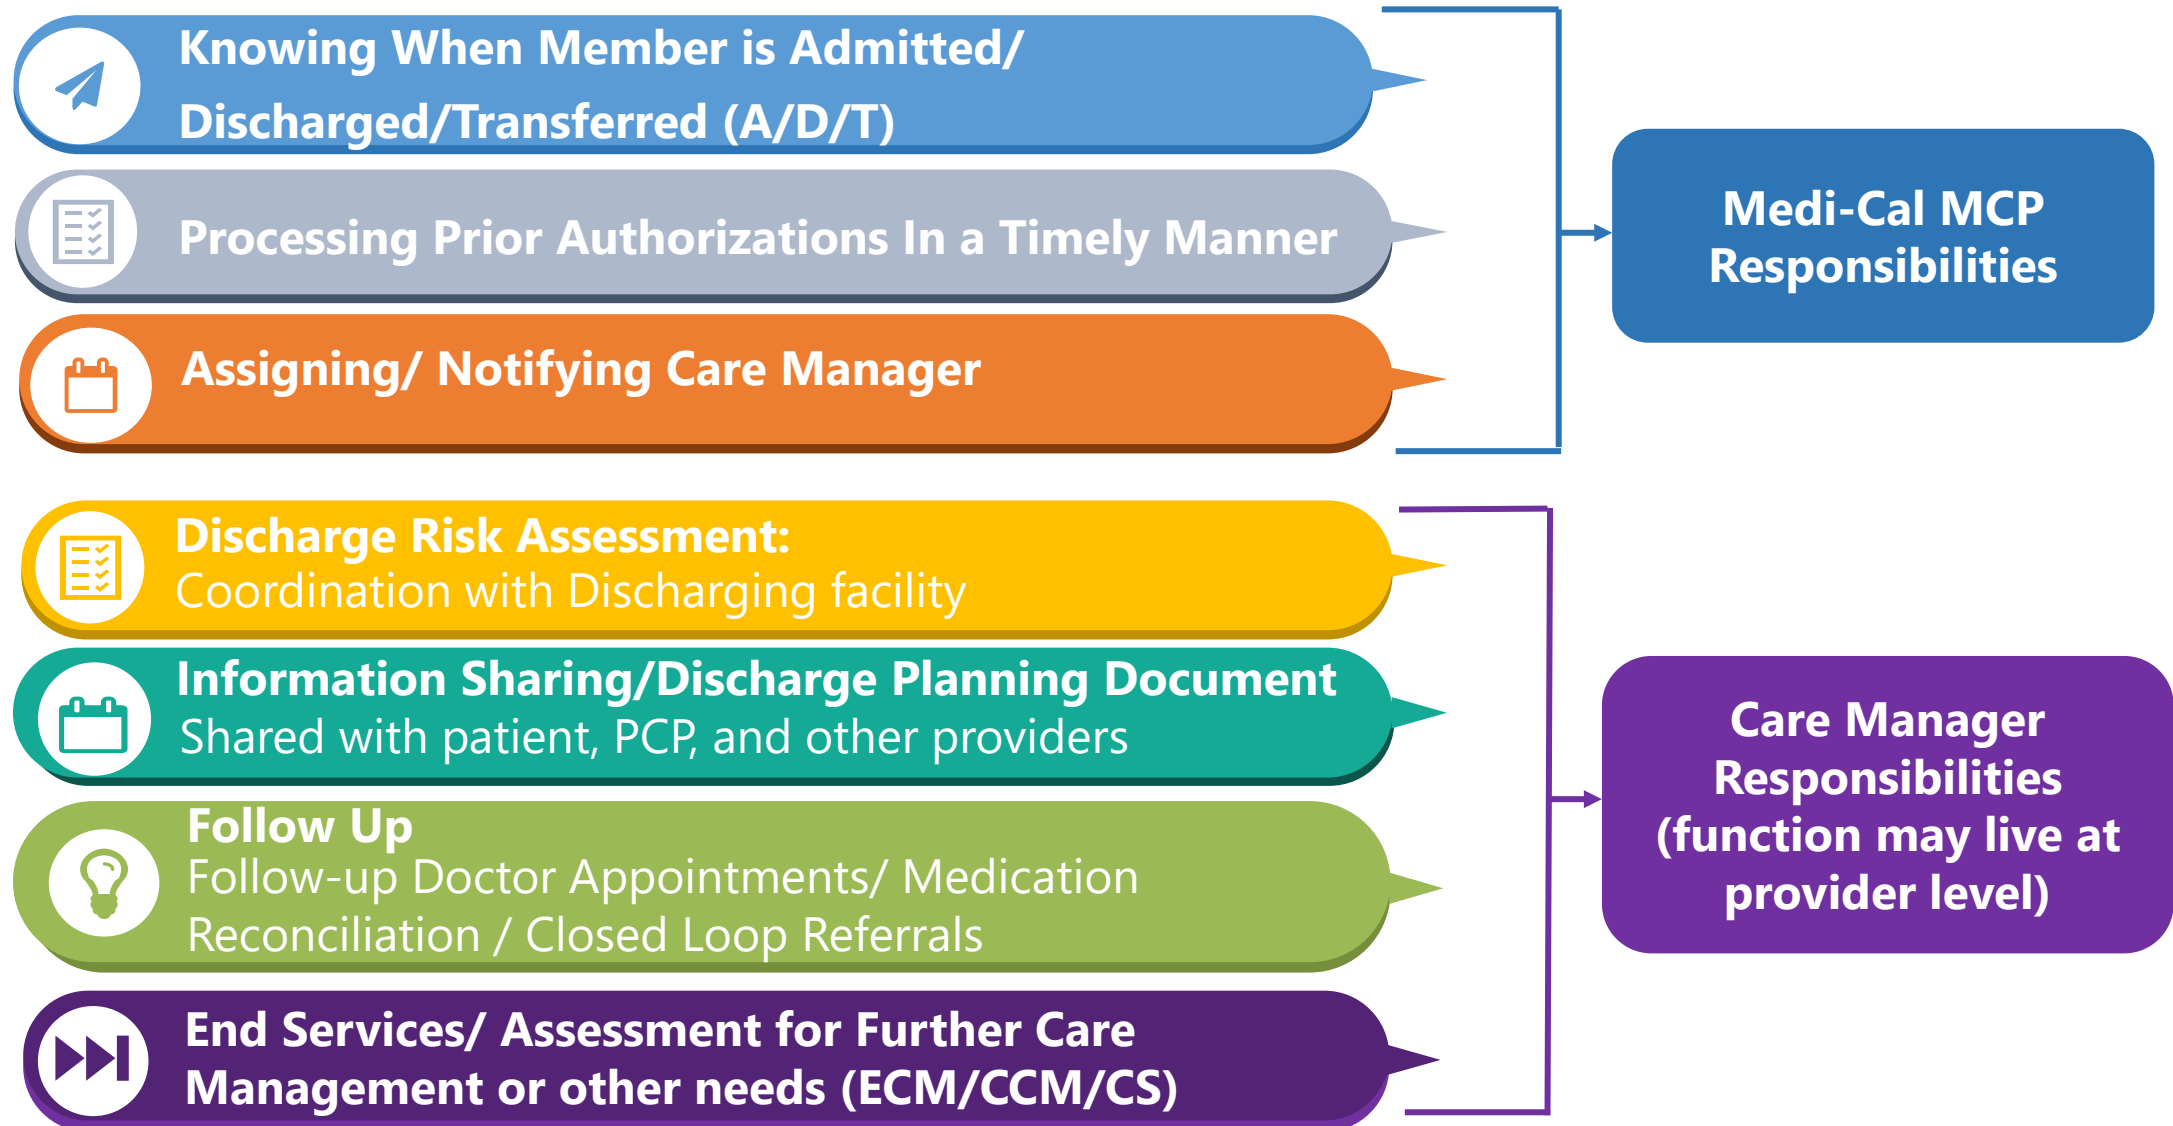 Knowing When Member is Admitted/
Discharged/Transferred (A/D/T)
Processing Prior Authorizations In a Timely Manner
Assigning/ Notifying Care Manager
Medi-Cal MCP
Responsibilities
Discharge Risk Assessment:
Coordination with Discharging facility
Information Sharing/Discharge Planning Document
Shared with patient, PCP, and other providers
Follow Up
Follow-up Doctor Appointments/ Medication
Reconciliation / Closed Loop Referrals
End Services/ Assessment for Further Care
Management or other needs (ECM/CCM/CS)
Care Manager
Responsibilities
(function may live at
provider level)